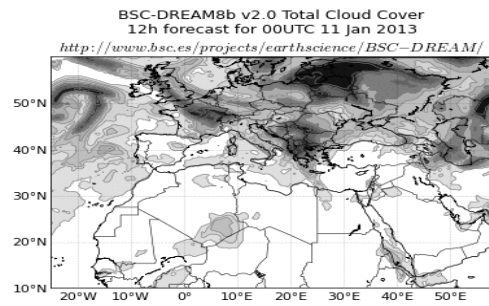 BSC-DREAM8b v2.0 Total Cloud Cover
12h forecast for 00UTC 11 Jan 2013
http://www.bsc.es/projects/earthscience/BSC−DREAM/
50°N
40°N
30°N
20°N
10°N
20°W 10°W 0° 10°E 20°E 30°E 40°E 50°E